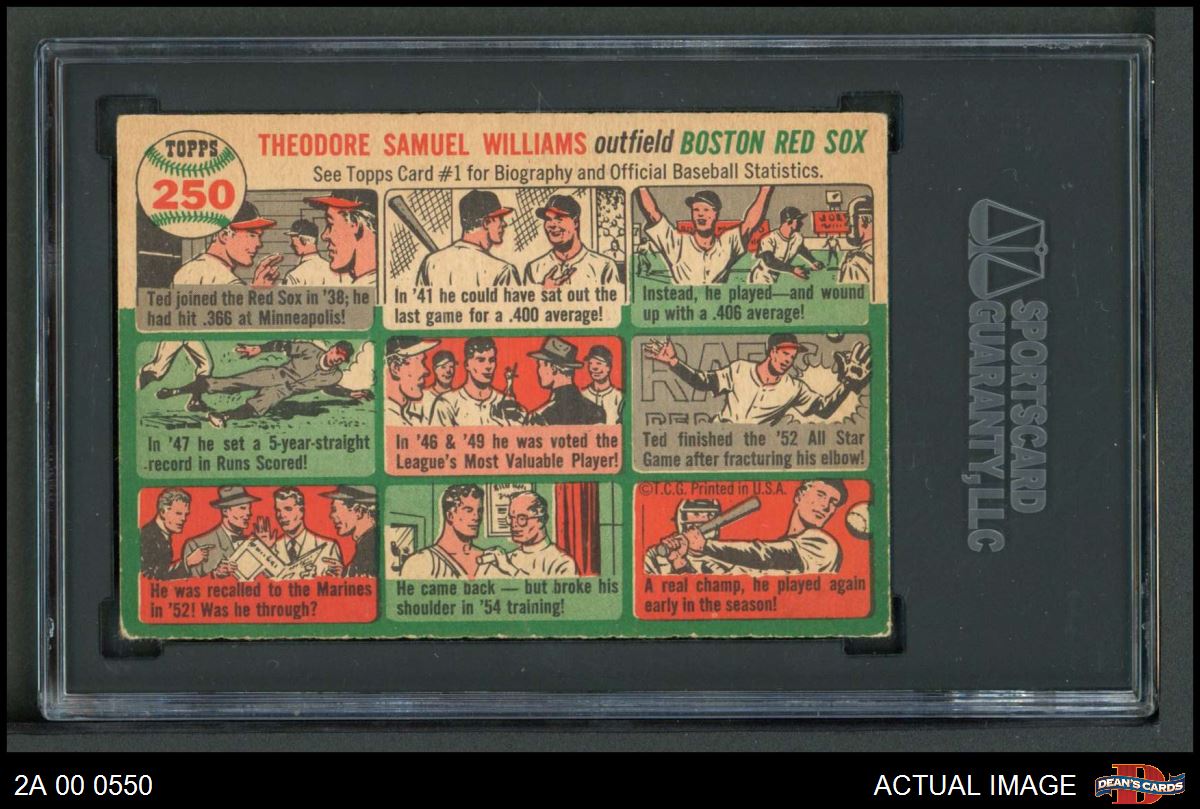 TOPPS
250
THEODORE SAMUEL WILLIAMS outfield BOSTON RED SOX
See Topps Card #1 for Biography and Official Baseball Statistics.
Ted joined the Red Sox in '38; he
had hit .366 at Minneapolis!
In '41 he could have sat out the
last game for a .400 average!
Instead, he played—and wound
up with a .406 average!
In '47 he set a 5-year-straight
record in Runs Scored!
In '46 & '49 he was voted the
League's Most Valuable Player!
Ted finished the '52 All Star
Game after fracturing his elbow!
He was recalled to the Marines
in '52! Was he through?
He came back — but broke his
shoulder in '54 training!
©T.C.G. Printed in U.S.A.
A real champ, he played again
early in the season!
SPORTSCARD
GUARANTY, LLC
2A 00 0550
ACTUAL IMAGE
D
DEAN'S CARDS